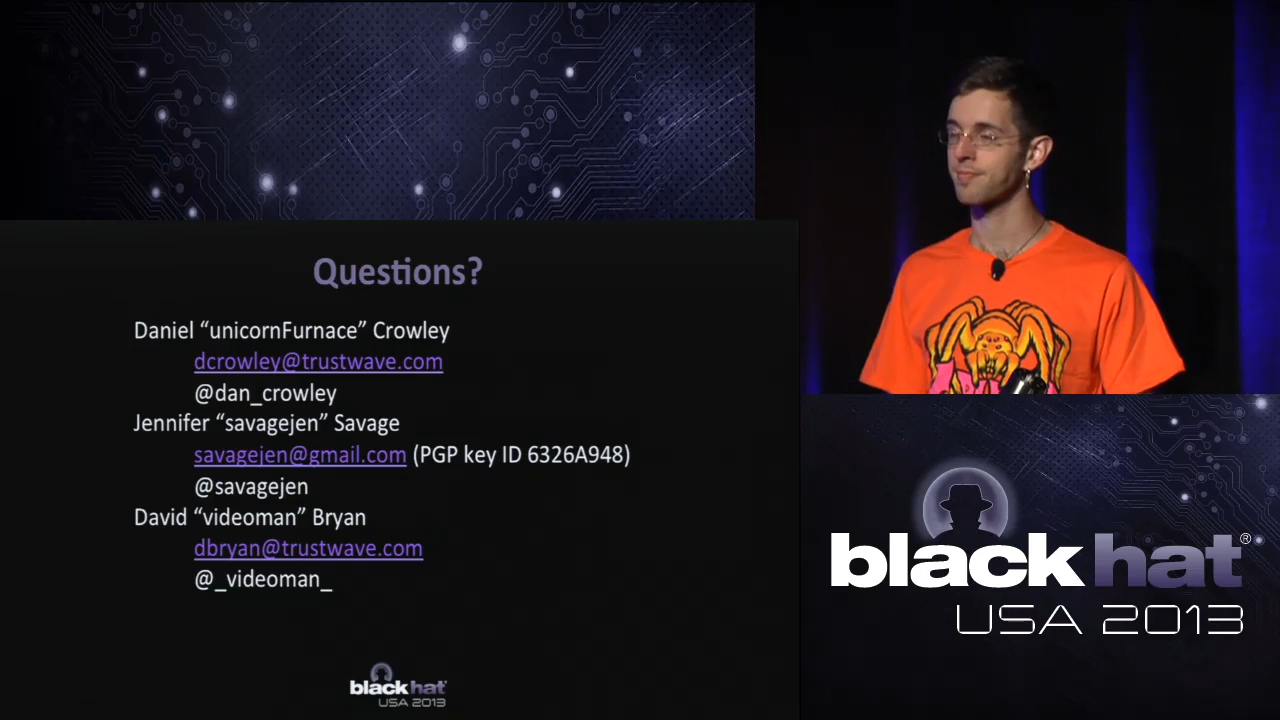 Questions?
Daniel “unicornFurnace” Crowley
dcrowley@trustwave.com
@dan_crowley
Jennifer “savagejen” Savage
savagejen@gmail.com (PGP key ID 6326A948)
@savagejen
David “videoman” Bryan
dbryan@trustwave.com
@_videoman_
black hat
USA 2013
black hat®
USA 2013